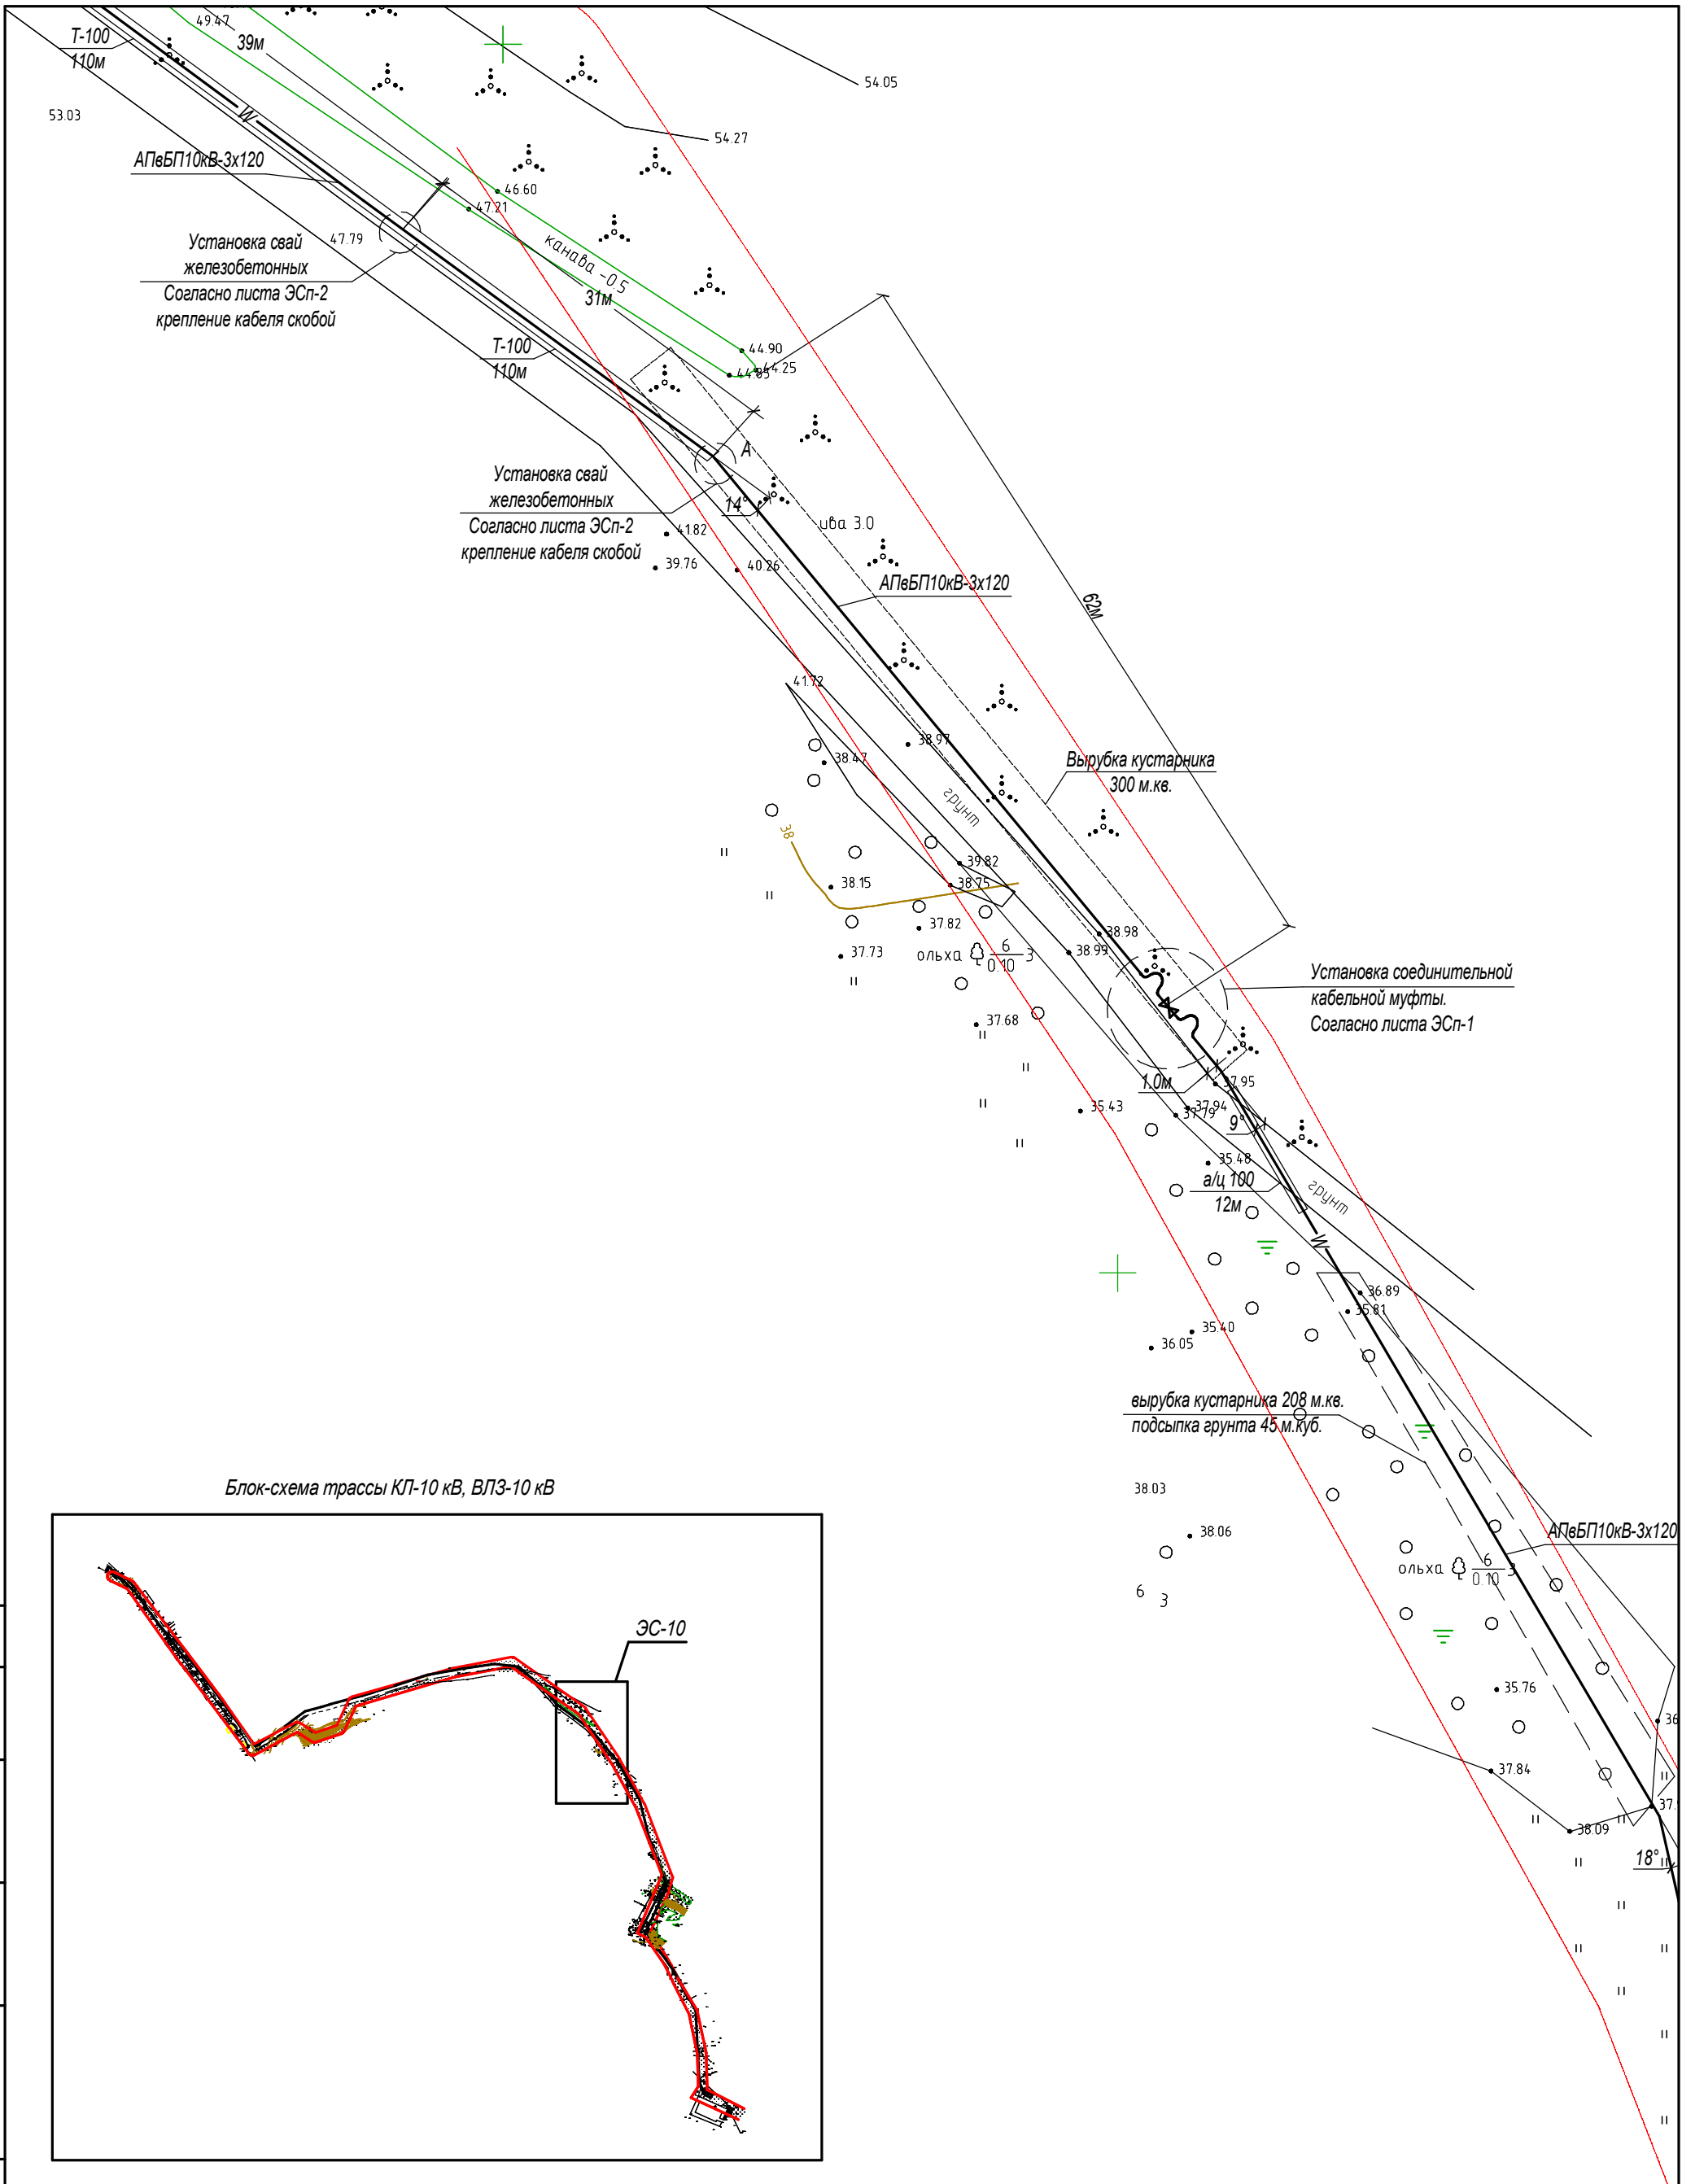 49.47
Т-100
110м
39м
54.05
53.03
54.27
W
АПвБП10кВ-3х120
46.60
47.21
Установка свай
железобетонных
Согласно листа ЭСп-2
крепление кабеля скобой
47.79
канава -0.5
31м
Т-100
110м
44.90
44.25
44.85
А
Установка свай
железобетонных
Согласно листа ЭСп-2
крепление кабеля скобой
14°
ива 3.0
41.82
39.76
40.26
АПвБП10кВ-3х120
62м
41.72
38.97
38.47
Вырубка кустарника
300 м.кв.
грунт
38
39.82
38.15
38.75
37.82
38.98
38.99
37.73
ольха 6 3
0.10
Установка соединительной
кабельной муфты.
Согласно листа ЭСп-1
37.68
1.0м
37.95
35.43
37.94
37.79
9°
35.48
а/ц 100
12м
грунт
W
36.89
35.81
35.40
36.05
вырубка кустарника 208 м.кв.
подсыпка грунта 45 м.куб.
38.03
38.06
АПвБП10кВ-3х120
ольха 6 3
0.10
6
3
35.76
36
37.84
37.
38.09
18°
Блок-схема трассы КЛ-10 кВ, ВЛЗ-10 кВ
ЭС-10